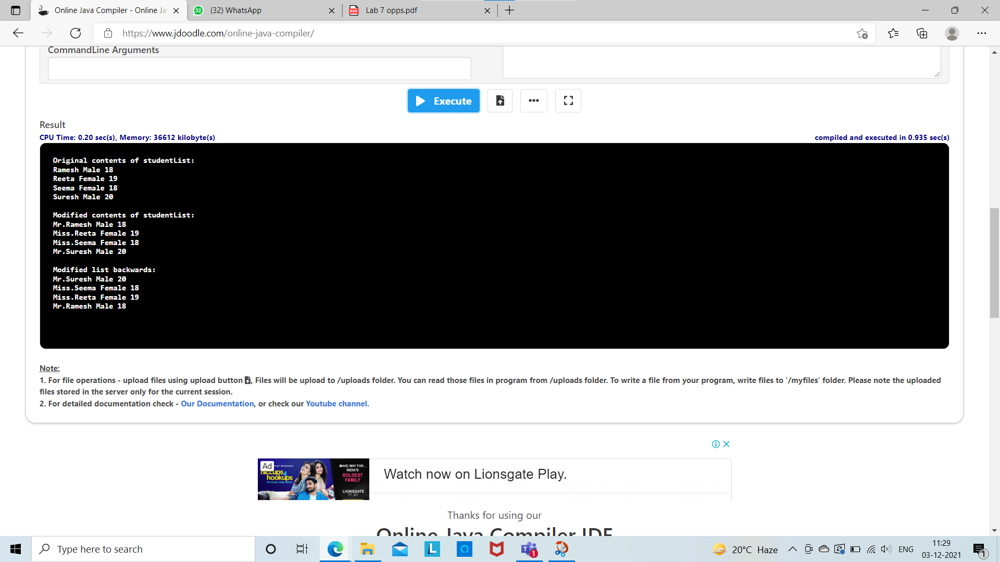 Online Java Compiler - Online Ja
(32) WhatsApp
Lab 7 opps.pdf
https://www.jdoodle.com/online-java-compiler/
CommandLine Arguments
Execute
Result
CPU Time: 0.20 sec(s), Memory: 36612 kilobyte(s)
compiled and executed in 0.935 sec(s)
Original contents of studentList:
Ramesh Male 18
Reeta Female 19
Seema Female 18
Suresh Male 20
Modified contents of studentList:
Mr.Ramesh Male 18
Miss.Reeta Female 19
Miss.Seema Female 18
Mr.Suresh Male 20
Modified list backwards:
Mr.Suresh Male 20
Miss.Seema Female 18
Miss.Reeta Female 19
Mr.Ramesh Male 18
Note:
1. For file operations - upload files using upload button , Files will be upload to /uploads folder. You can read those files in program from /uploads folder. To write a file from your program, write files to '/myfiles' folder. Please note the uploaded
files stored in the server only for the current session.
2. For detailed documentation check - Our Documentation, or check our Youtube channel.
Ad
hiccups &
hookups
MAKE WAY FOR...
INDIA'S
BOLDEST
FAMILY
LIONSGATE
PLAY
Watch now on Lionsgate Play.
Thanks for using our
Online Java Compiler IDE
Type here to search
20°C Haze
ENG
11:29
03-12-2021
1